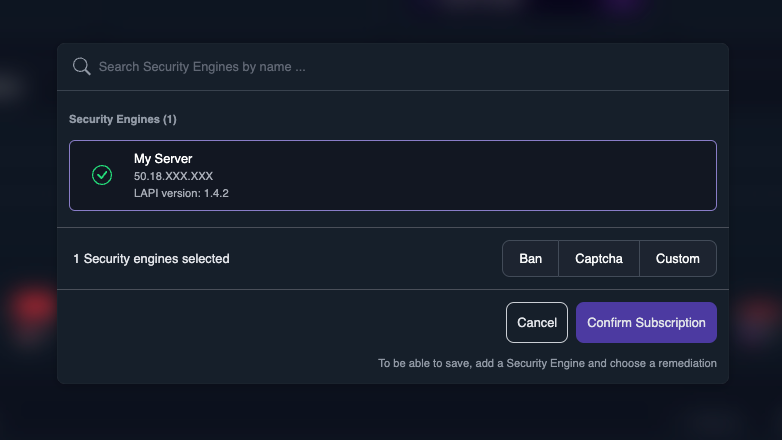 Search Security Engines by name ...
Security Engines (1)
My Server
50.18.XXX.XXX
LAPI version: 1.4.2
1 Security engines selected
Ban
Captcha
Custom
Cancel
Confirm Subscription
To be able to save, add a Security Engine and choose a remediation